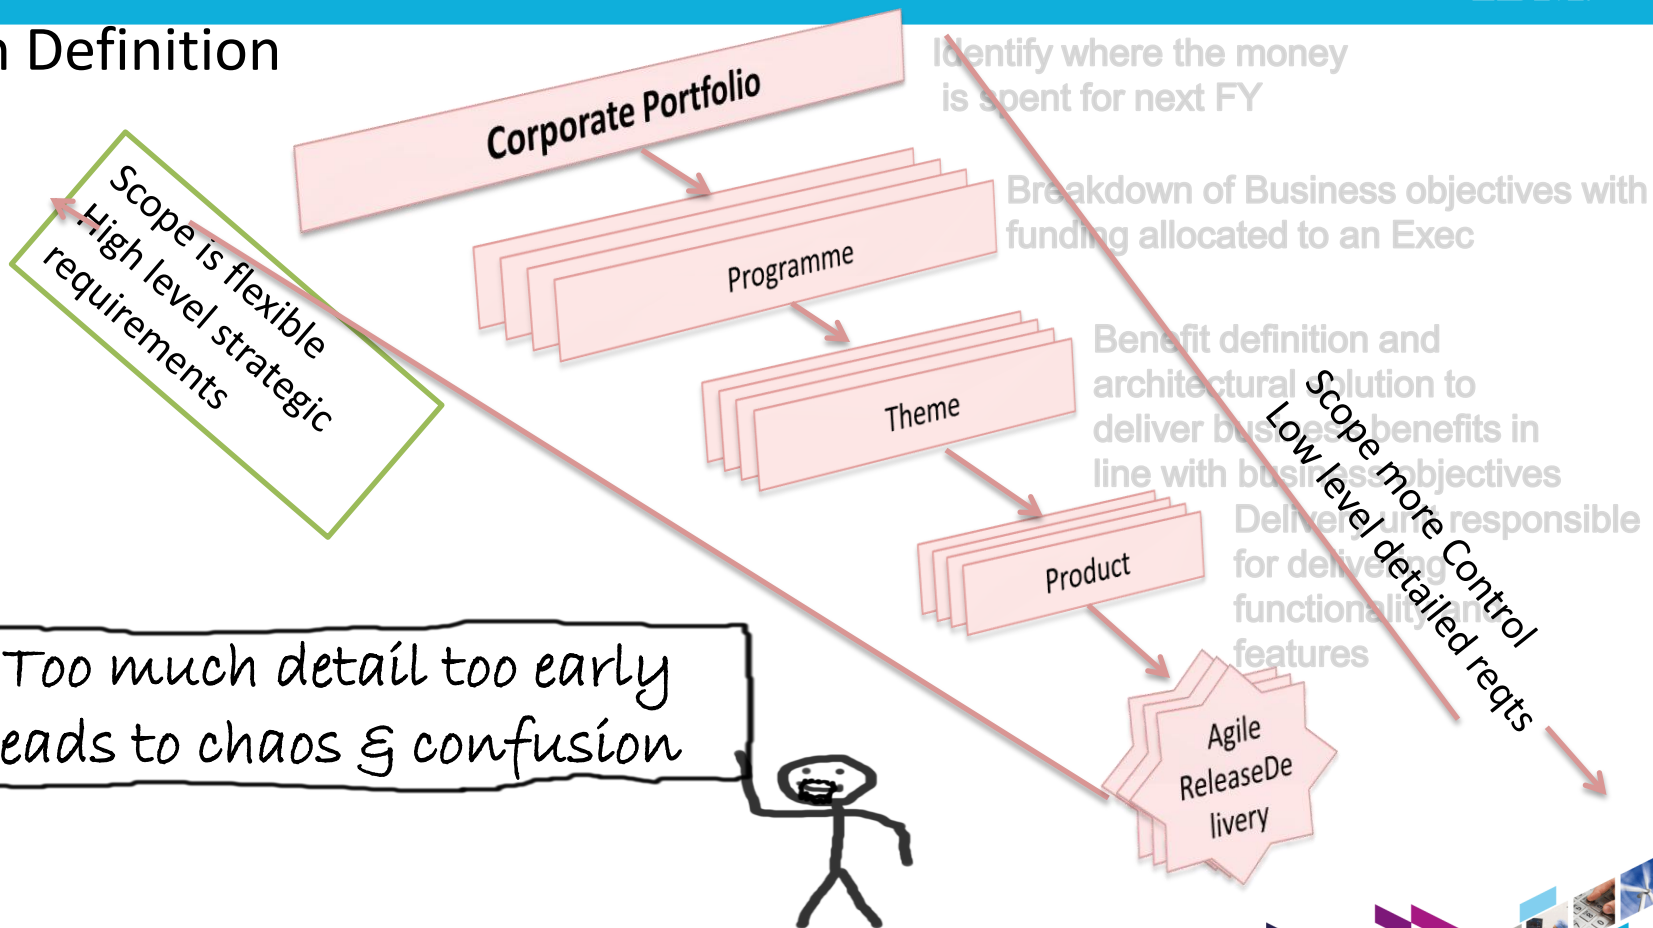 n Definition
Corporate Portfolio
Identify where the money
is spent for next FY
Programme
Breakdown of Business objectives with
funding allocated to an Exec
Theme
Benefit definition and
architectural solution to
deliver business benefits in
line with business objectives
Product
Delivery unit responsible
for delivering
functionality and
features
Agile
ReleaseDe
livery
Scope is flexible
High level strategic
requirements
Scope more Control
Low level detailed reqts
Too much detail too early
eads to chaos & confusion